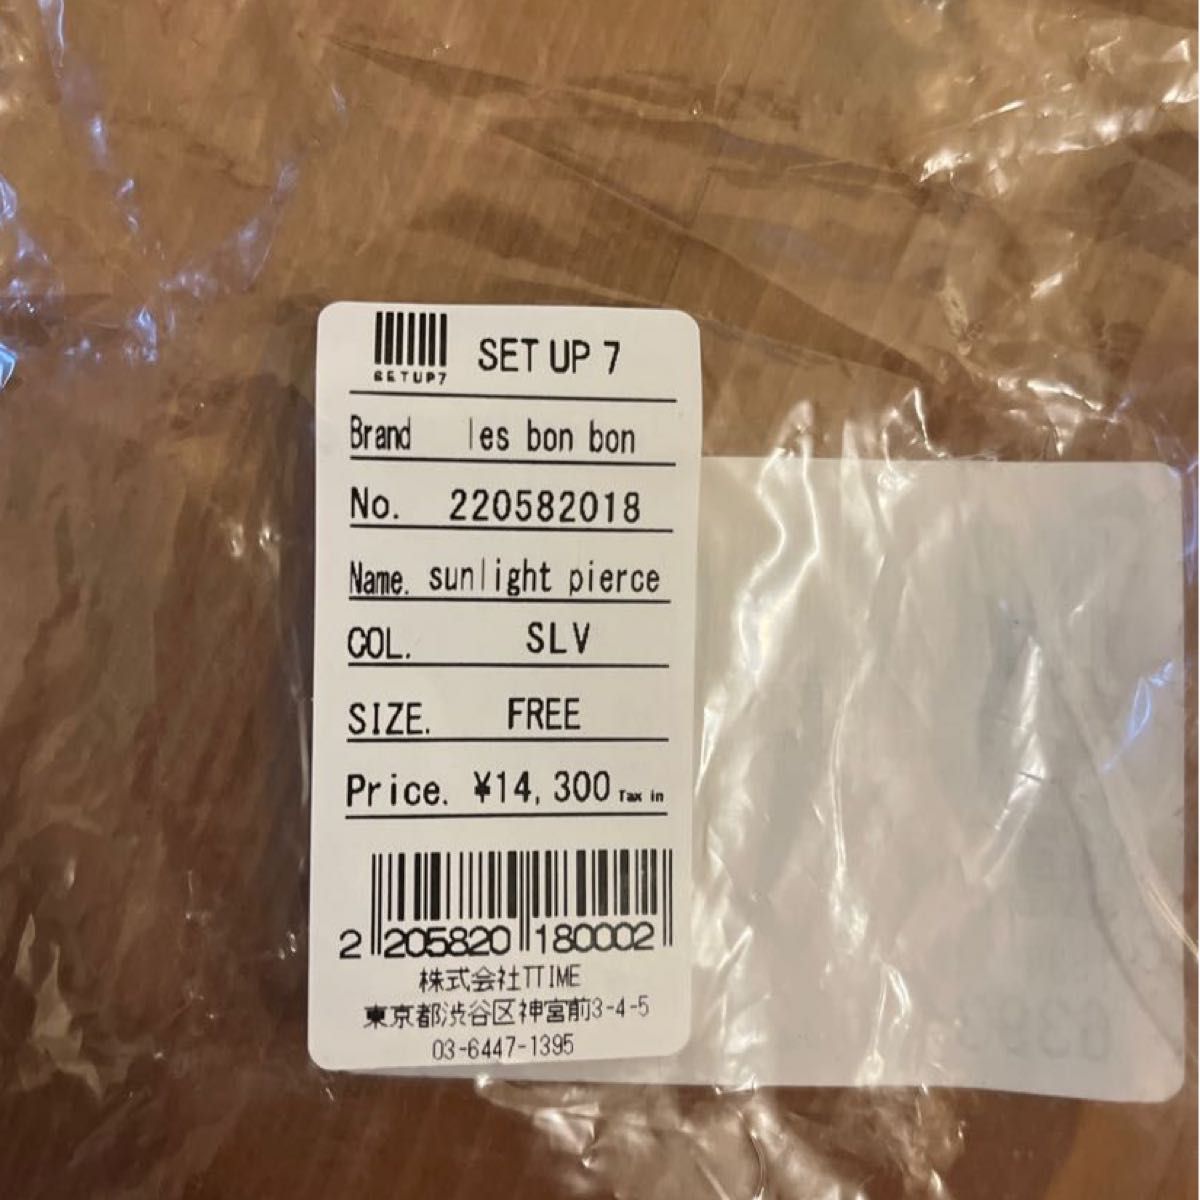 SETUP7
SET UP 7
Brand les bon bon
No. 220582018
Name. sunlight pierce
COL. SLV
SIZE. FREE
Price. ¥14,300 Tax in
2 205820 180002
株式会社TTIME
東京都渋谷区神宮前3-4-5
03-6447-1395